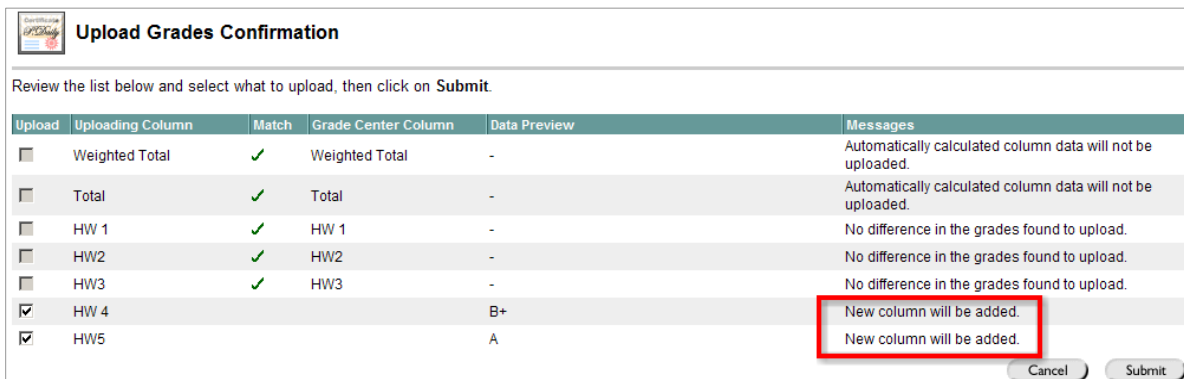 Certificate
P.Daily
Upload Grades Confirmation
Review the list below and select what to upload, then click on Submit.
Upload Uploading Column Match Grade Center Column Data Preview Messages
Weighted Total Weighted Total - Automatically calculated column data will not be
uploaded.
Total Total - Automatically calculated column data will not be
uploaded.
HW 1 HW 1 - No difference in the grades found to upload.
HW2 HW2 - No difference in the grades found to upload.
HW3 HW3 - No difference in the grades found to upload.
HW 4 B+ New column will be added.
HW5 A New column will be added.
Cancel Submit